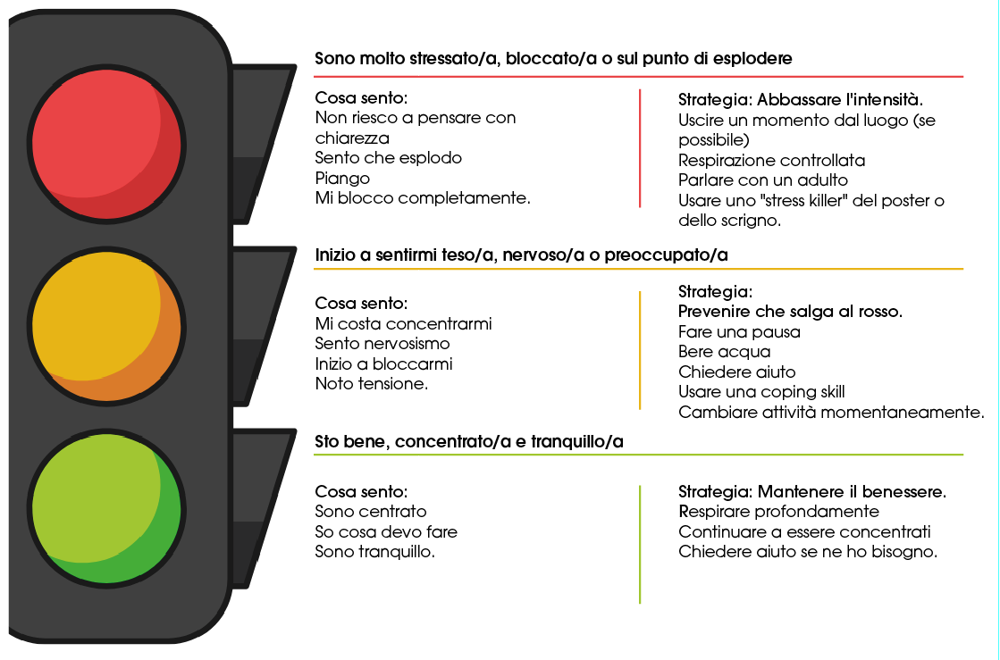 Sono molto stressato/a, bloccato/a o sul punto di esplodere
Cosa sento:
Non riesco a pensare con
chiarezza
Sento che esplodo
Piango
Mi blocco completamente.
Strategia: Abbassare l'intensità.
Uscire un momento dal luogo (se
possibile)
Respirazione controllata
Parlare con un adulto
Usare uno "stress killer" del poster o
dello scrigno.
Inizio a sentirmi teso/a, nervoso/a o preoccupato/a
Cosa sento:
Mi costa concentrarmi
Sento nervosismo
Inizio a bloccarmi
Noto tensione.
Strategia:
Prevenire che salga al rosso.
Fare una pausa
Bere acqua
Chiedere aiuto
Usare una coping skill
Cambiare attività momentaneamente.
Sto bene, concentrato/a e tranquillo/a
Cosa sento:
Sono centrato
So cosa devo fare
Sono tranquillo.
Strategia: Mantenere il benessere.
Respirare profondamente
Continuare a essere concentrati
Chiedere aiuto se ne ho bisogno.